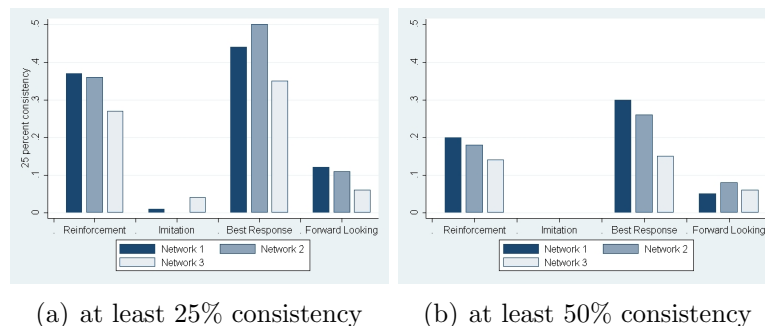 25 percent consistency
0 .1 .2 .3 .4 .5
. Reinforcement . Imitation . Best Response . Forward Looking
Network 1 Network 2
Network 3
(a) at least 25% consistency
0 .1 .2 .3 .4 .5
. Reinforcement . Imitation . Best Response . Forward Looking
Network 1 Network 2
Network 3
(b) at least 50% consistency